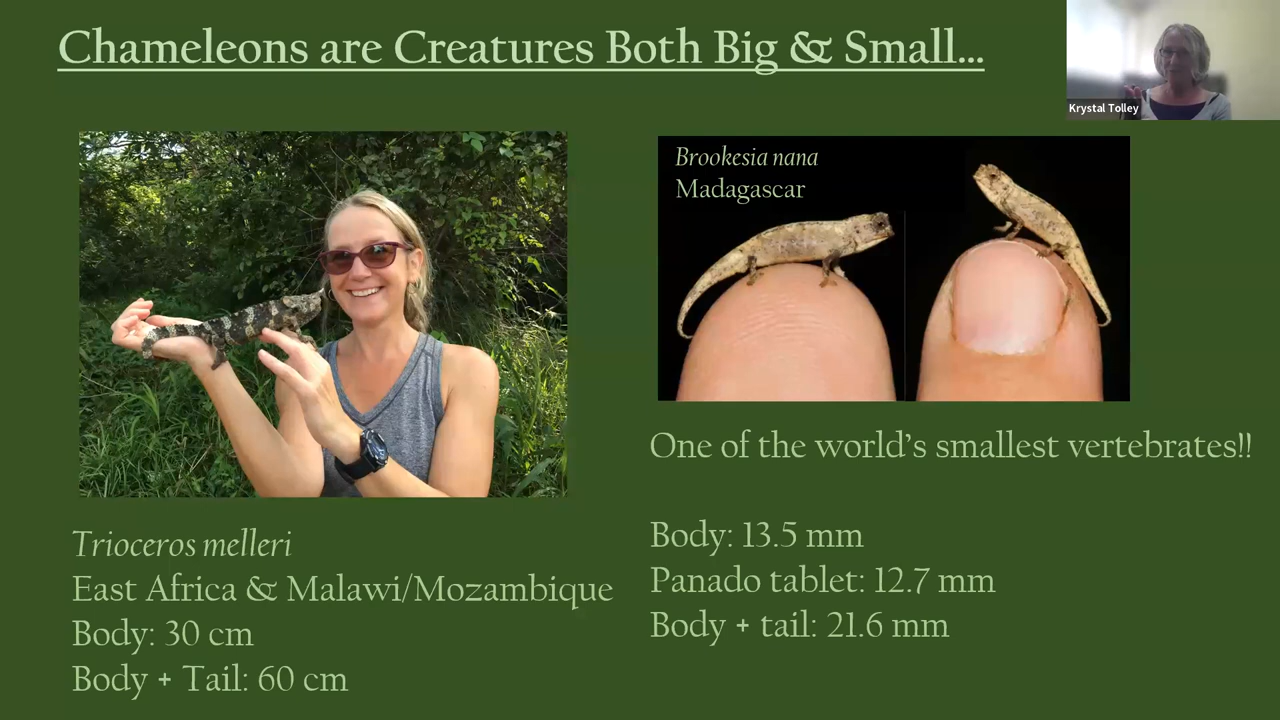 Chameleons are Creatures Both Big & Small...
Krystal Tolley
Brookesia nana
Madagascar
One of the world's smallest vertebrates!!
Trioceros melleri
East Africa & Malawi/Mozambique
Body: 30 cm
Body + Tail: 60 cm
Body: 13.5 mm
Panado tablet: 12.7 mm
Body + tail: 21.6 mm